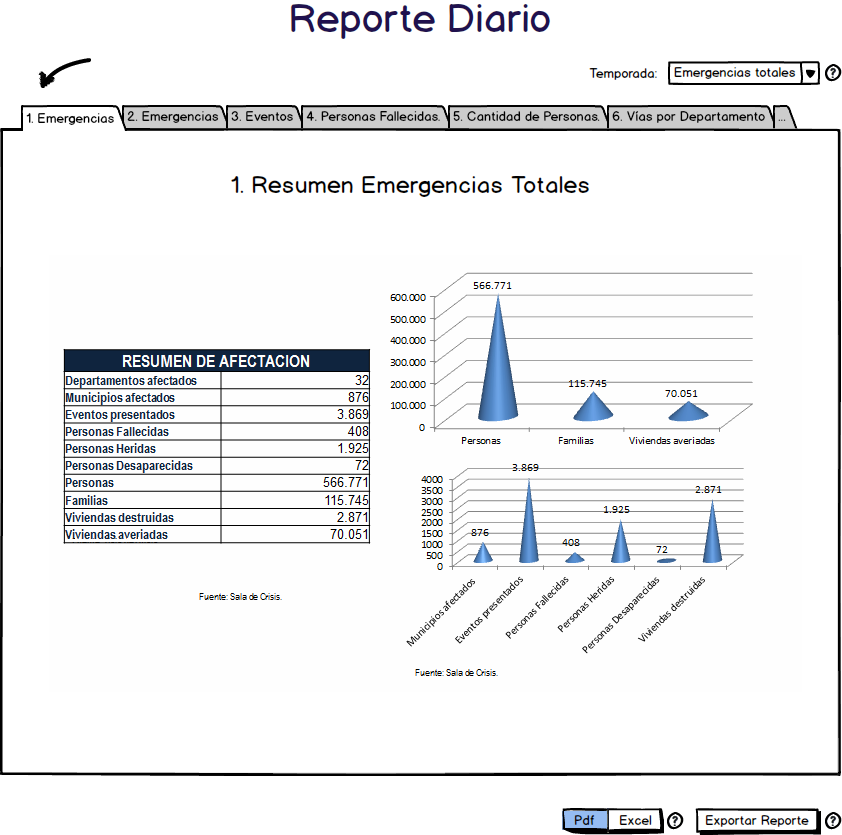 Reporte Diario
Temporada: Emergencias totales ?
1. Emergencias 2. Emergencias 3. Eventos 4. Personas Fallecidas. 5. Cantidad de Personas. 6. Vías por Departamento ...
1. Resumen Emergencias Totales
RESUMEN DE AFECTACION
Departamentos afectados 32
Municipios afectados 876
Eventos presentados 3.869
Personas Fallecidas 408
Personas Heridas 1.925
Personas Desaparecidas 72
Personas 566.771
Familias 115.745
Viviendas destruidas 2.871
Viviendas averiadas 70.051
Fuente: Sala de Crisis.
600.000
500.000
400.000
300.000
200.000
100.000
0
566.771
115.745
70.051
Personas Familias Viviendas averiadas
4000
3500
3000
2500
2000
1500
1000
500
0
876
3.869
408
1.925
72
2.871
Municipios afectados
Eventos presentados
Personas Fallecidas
Personas Heridas
Personas Desaparecidas
Viviendas destruidas
Fuente: Sala de Crisis.
Pdf Excel ? Exportar Reporte ?